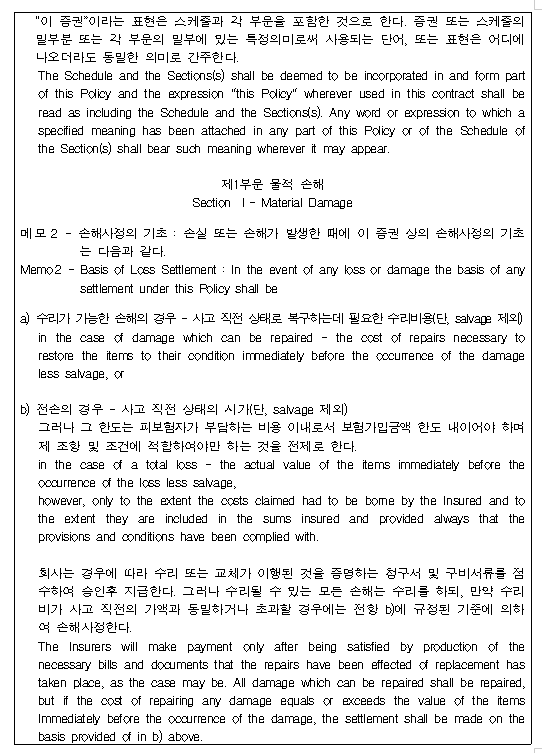 "이 증권"이라는 표현은 스케줄과 각 부문을 포함한 것으로 한다. 증권 또는 스케줄의
일부분 또는 각 부문의 일부에 있는 특정의미로써 사용되는 단어, 또는 표현은 어디에
나오더라도 동일한 의미로 간주한다.
The Schedule and the Sections(s) shall be deemed to be incorporated in and form part
of this Policy and the expression "this Policy" wherever used in this contract shall be
read as including the Schedule and the Sections(s). Any word or expression to which a
specified meaning has been attached in any part of this Policy or of the Schedule of
the Section(s) shall bear such meaning wherever it may appear.
제1부문 물적 손해
Section I - Material Damage
메모2 - 손해사정의 기초 : 손실 또는 손해가 발생한 때에 이 증권 상의 손해사정의 기초
는 다음과 같다.
Memo2 - Basis of Loss Settlement : In the event of any loss or damage the basis of any
settlement under this Policy shall be
a) 수리가 가능한 손해의 경우 - 사고 직전 상태로 복구하는데 필요한 수리비용(단, salvage 제외)
in the case of damage which can be repaired - the cost of repairs necessary to
restore the items to their condition immediately before the occurrence of the damage
less salvage, or
b) 전손의 경우 - 사고 직전 상태의 시가(단, salvage 제외)
그러나 그 한도는 피보험자가 부담하는 비용 이내로서 보험가입금액 한도 내이어야 하며
제 조항 및 조건에 적합하여야만 하는 것을 전제로 한다.
in the case of a total loss - the actual value of the items immediately before the
occurrence of the loss less salvage,
however, only to the extent the costs claimed had to be borne by the Insured and to
the extent they are included in the sums insured and provided always that the
provisions and conditions have been complied with.
회사는 경우에 따라 수리 또는 교체가 이행된 것을 증명하는 청구서 및 구비서류를 접
수하여 승인후 지급한다. 그러나 수리될 수 있는 모든 손해는 수리를 하되, 만약 수리
비가 사고 직전의 가액과 동일하거나 초과할 경우에는 전항 b)에 규정된 기준에 의하
여 손해사정한다.
The Insurers will make payment only after being satisfied by production of the
necessary bills and documents that the repairs have been effected of replacement has
taken place, as the case may be. All damage which can be repaired shall be repaired,
but if the cost of repairing any damage equals or exceeds the value of the items
Immediately before the occurrence of the damage, the settlement shall be made on the
basis provided of in b) above.